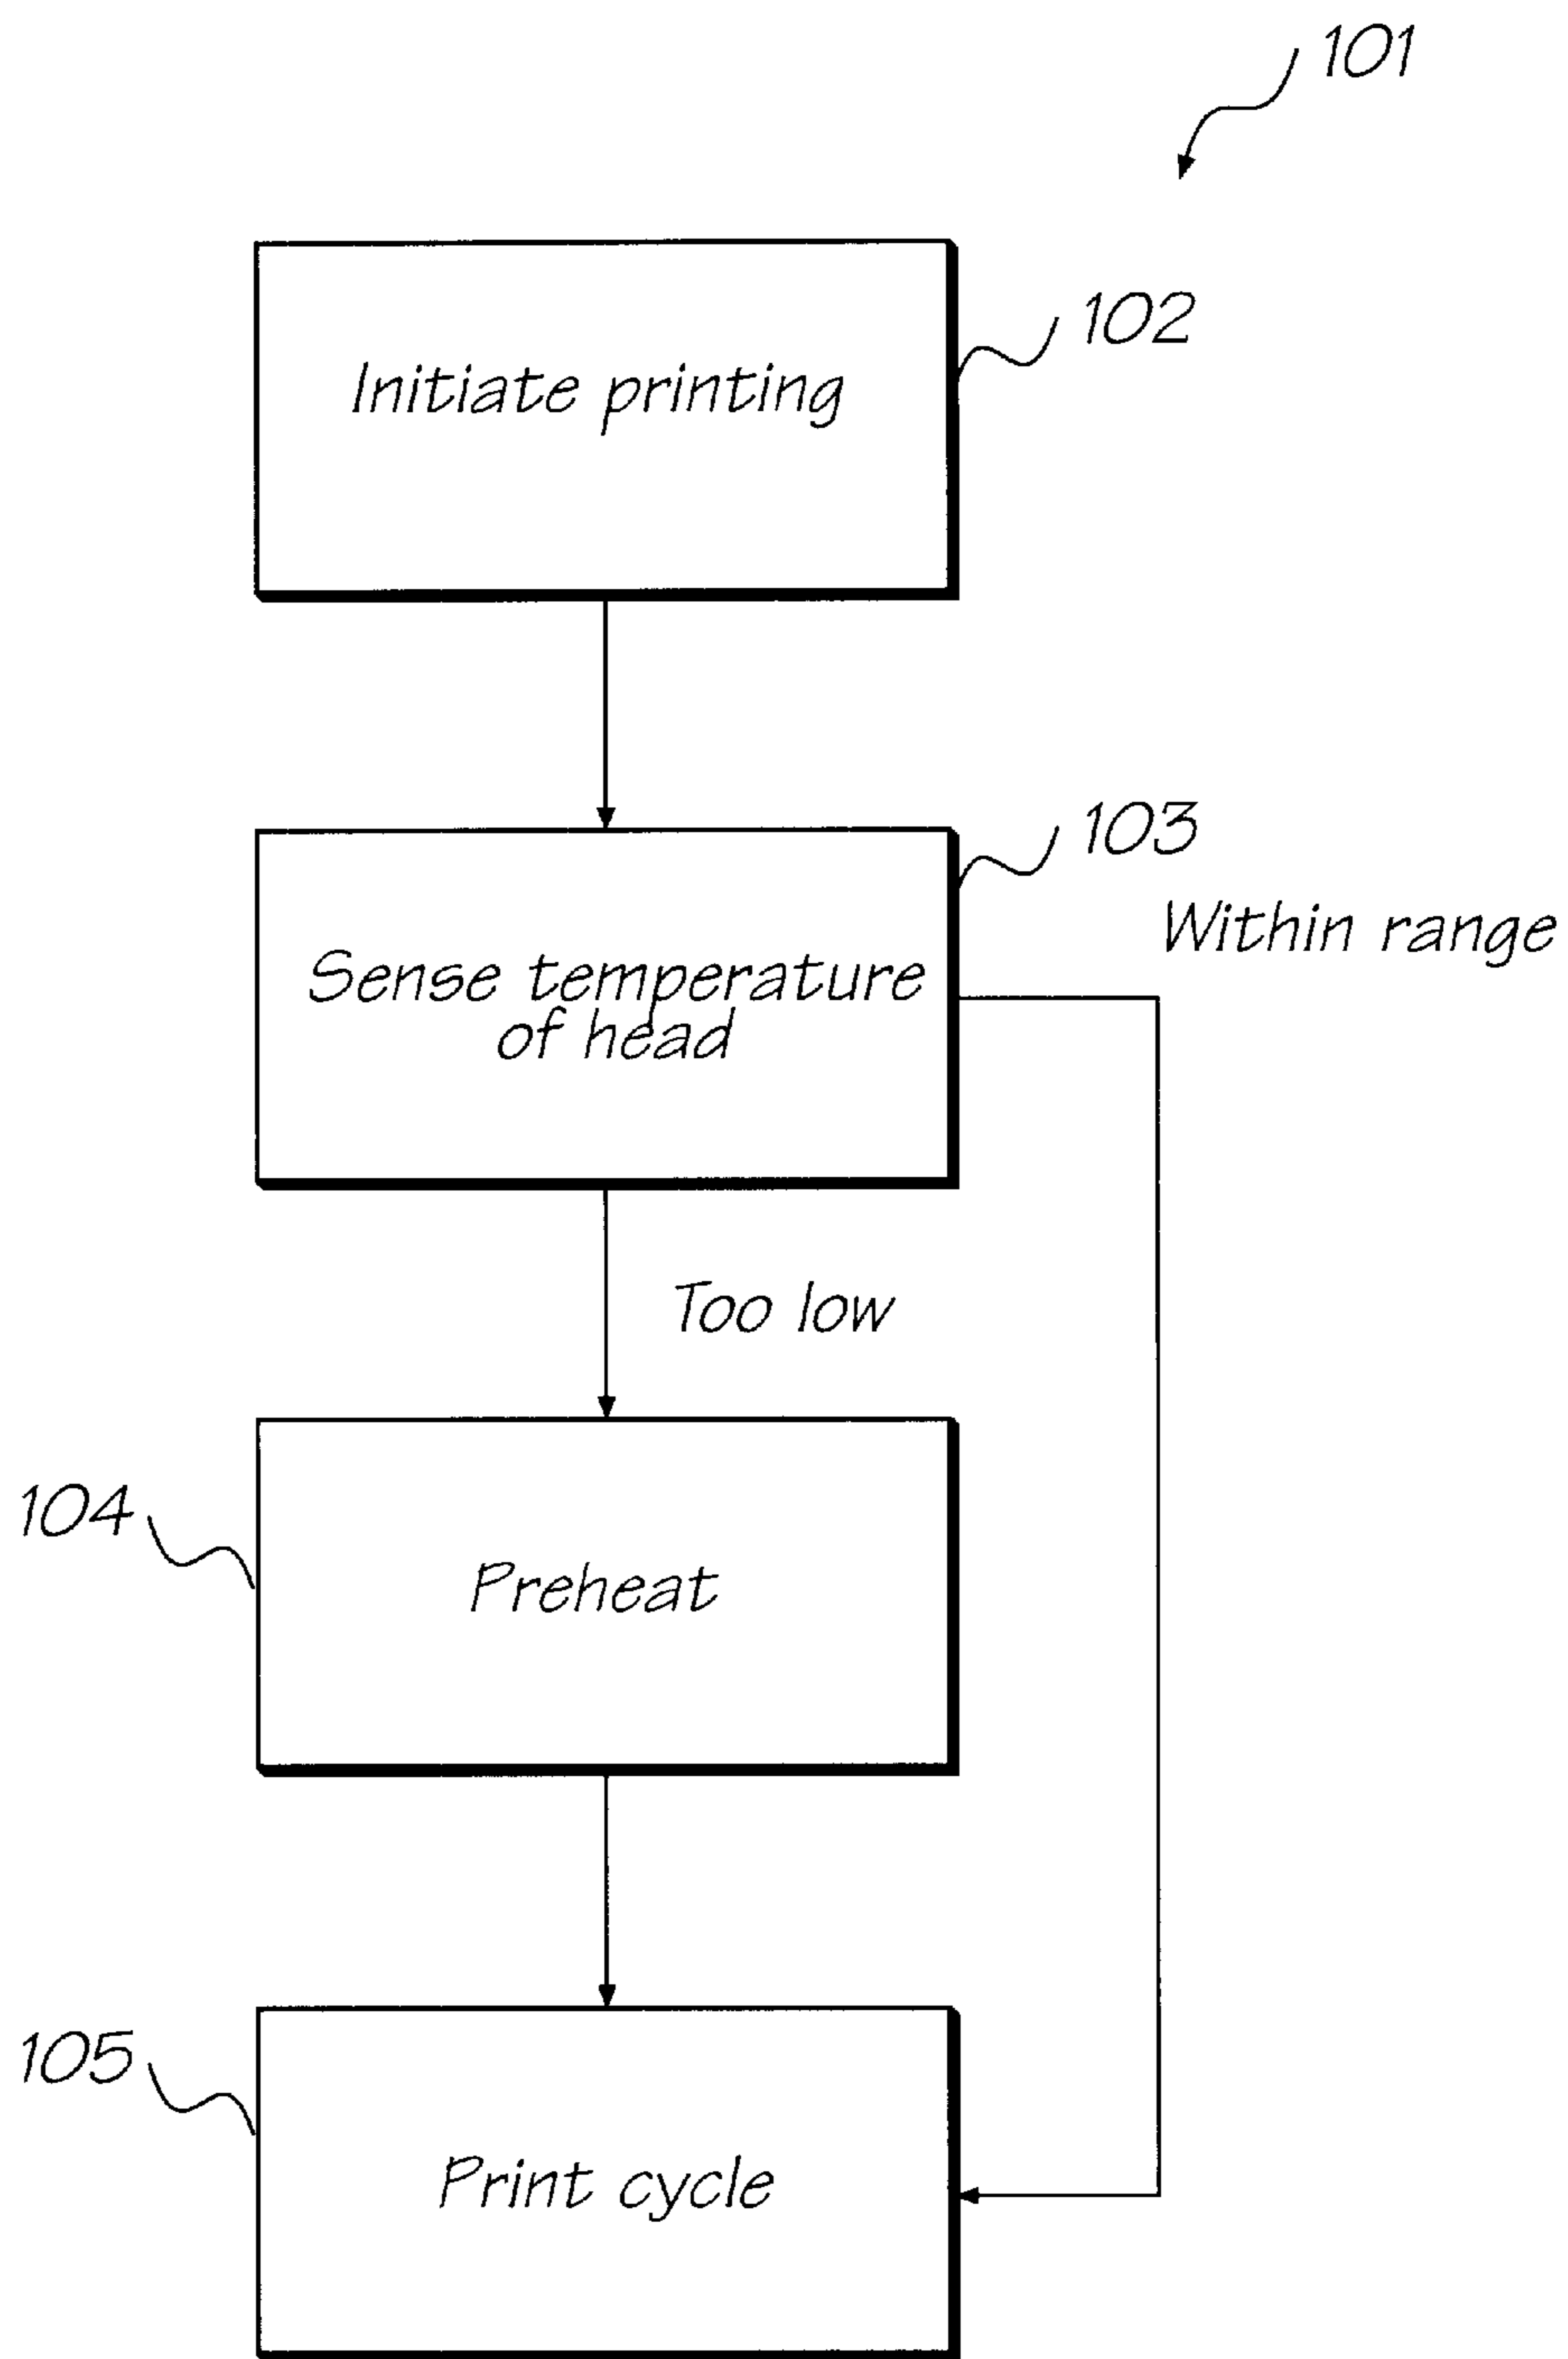 101
Initiate printing
102
103
Within range
Sense temperature
of head
Too low
104
Preheat
105
Print cycle